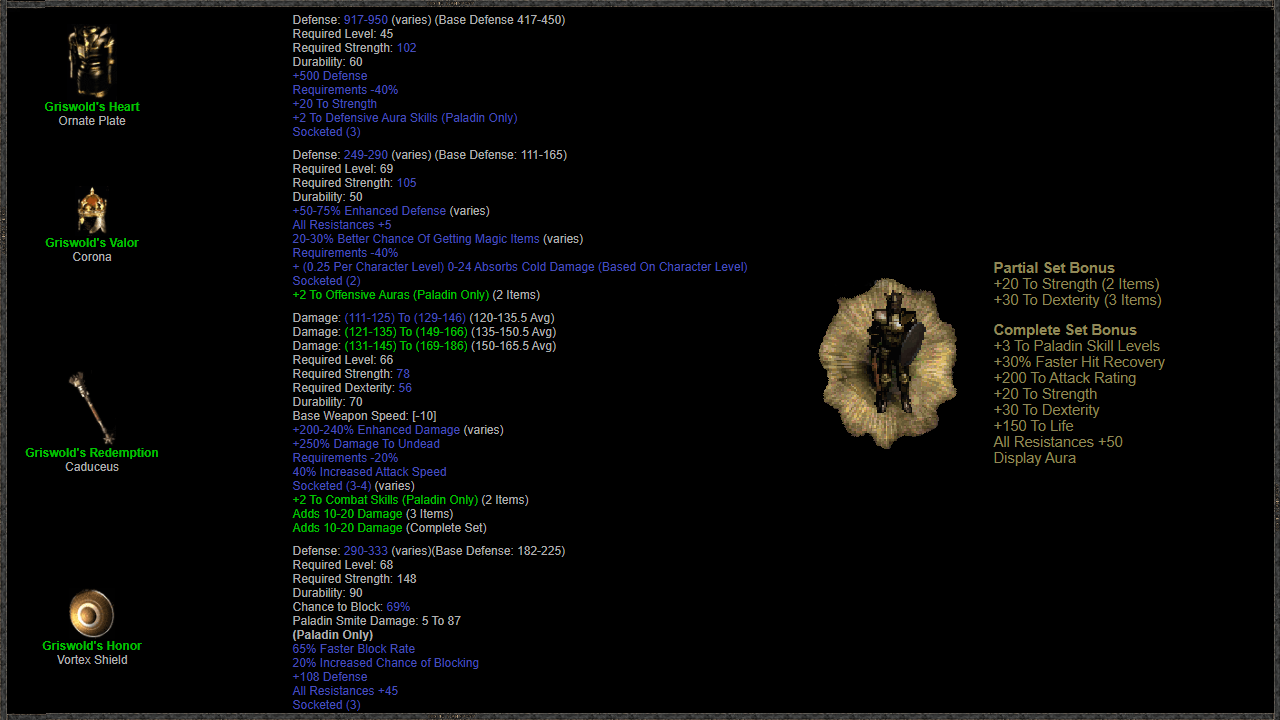 Griswold's Heart
Ornate Plate
Defense: 917-950 (varies) (Base Defense 417-450)
Required Level: 45
Required Strength: 102
Durability: 60
+500 Defense
Requirements -40%
+20 To Strength
+2 To Defensive Aura Skills (Paladin Only)
Socketed (3)
Griswold's Valor
Corona
Defense: 249-290 (varies) (Base Defense: 111-165)
Required Level: 69
Required Strength: 105
Durability: 50
+50-75% Enhanced Defense (varies)
All Resistances +5
20-30% Better Chance Of Getting Magic Items (varies)
Requirements -40%
+ (0.25 Per Character Level) 0-24 Absorbs Cold Damage (Based On Character Level)
Socketed (2)
+2 To Offensive Auras (Paladin Only) (2 Items)
Griswold's Redemption
Caduceus
Damage: (111-125) To (129-146) (120-135.5 Avg)
Damage: (121-135) To (149-166) (135-150.5 Avg)
Damage: (131-145) To (169-186) (150-165.5 Avg)
Required Level: 66
Required Strength: 78
Required Dexterity: 56
Durability: 70
Base Weapon Speed: [-10]
+200-240% Enhanced Damage (varies)
+250% Damage To Undead
Requirements -20%
40% Increased Attack Speed
Socketed (3-4) (varies)
+2 To Combat Skills (Paladin Only) (2 Items)
Adds 10-20 Damage (3 Items)
Adds 10-20 Damage (Complete Set)
Griswold's Honor
Vortex Shield
Defense: 290-333 (varies)(Base Defense: 182-225)
Required Level: 68
Required Strength: 148
Durability: 90
Chance to Block: 69%
Paladin Smite Damage: 5 To 87
(Paladin Only)
65% Faster Block Rate
20% Increased Chance of Blocking
+108 Defense
All Resistances +45
Socketed (3)
Partial Set Bonus
+20 To Strength (2 Items)
+30 To Dexterity (3 Items)
Complete Set Bonus
+3 To Paladin Skill Levels
+30% Faster Hit Recovery
+200 To Attack Rating
+20 To Strength
+30 To Dexterity
+150 To Life
All Resistances +50
Display Aura